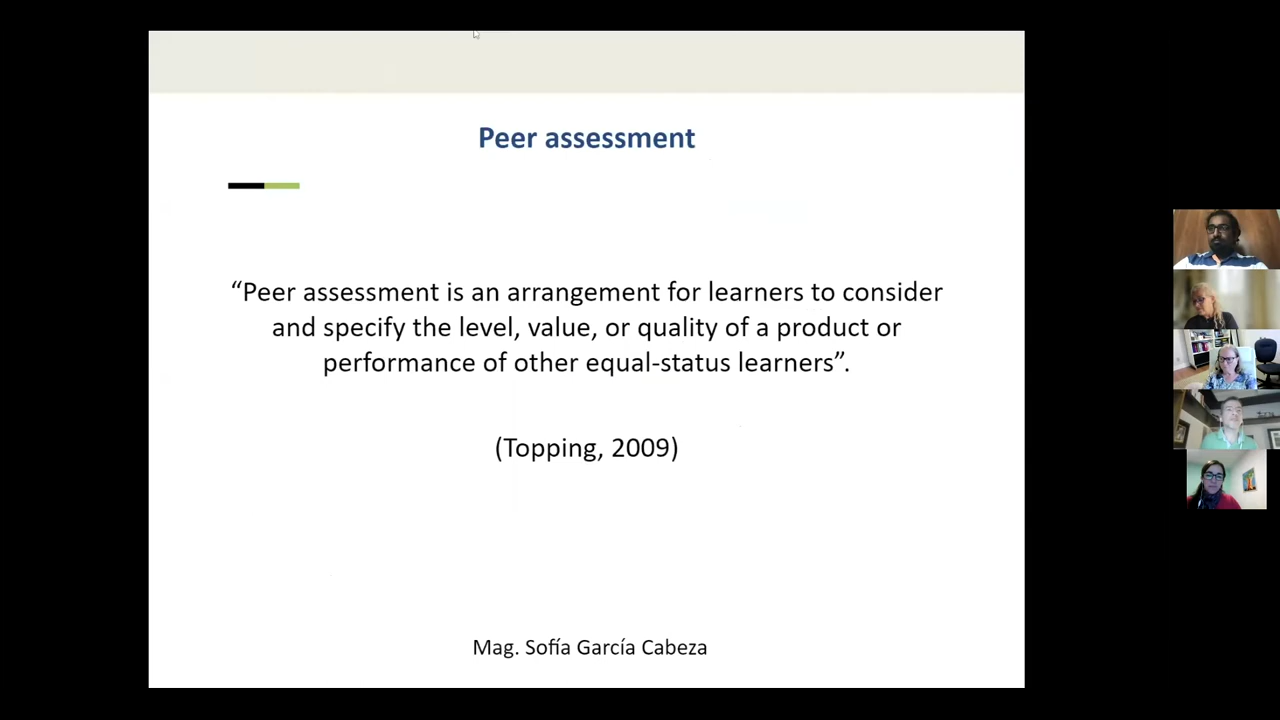 Peer assessment
“Peer assessment is an arrangement for learners to consider
and specify the level, value, or quality of a product or
performance of other equal-status learners”.
(Topping, 2009)
Mag. Sofía García Cabeza